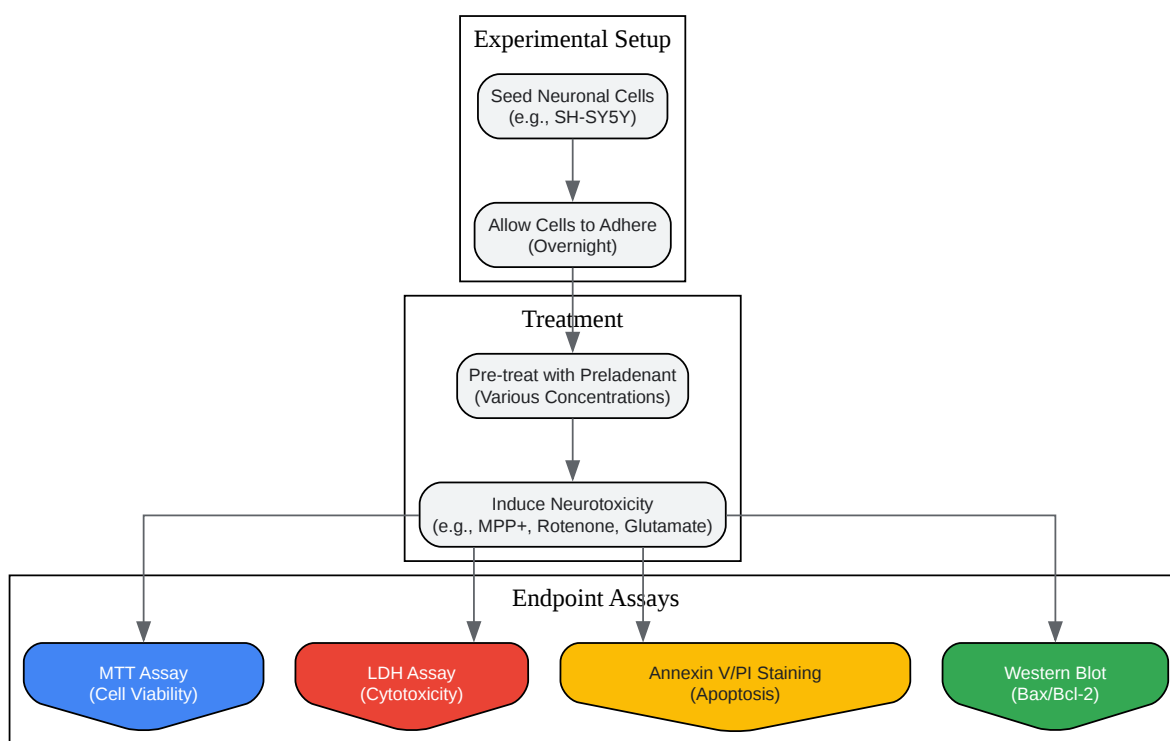 Experimental Setup
Seed Neuronal Cells
(e.g., SH-SY5Y)
Allow Cells to Adhere
(Overnight)
Treatment
Pre-treat with Preladenant
(Various Concentrations)
Induce Neurotoxicity
(e.g., MPP+, Rotenone, Glutamate)
Endpoint Assays
MTT Assay
(Cell Viability)
LDH Assay
(Cytotoxicity)
Annexin V/PI Staining
(Apoptosis)
Western Blot
(Bax/Bcl-2)